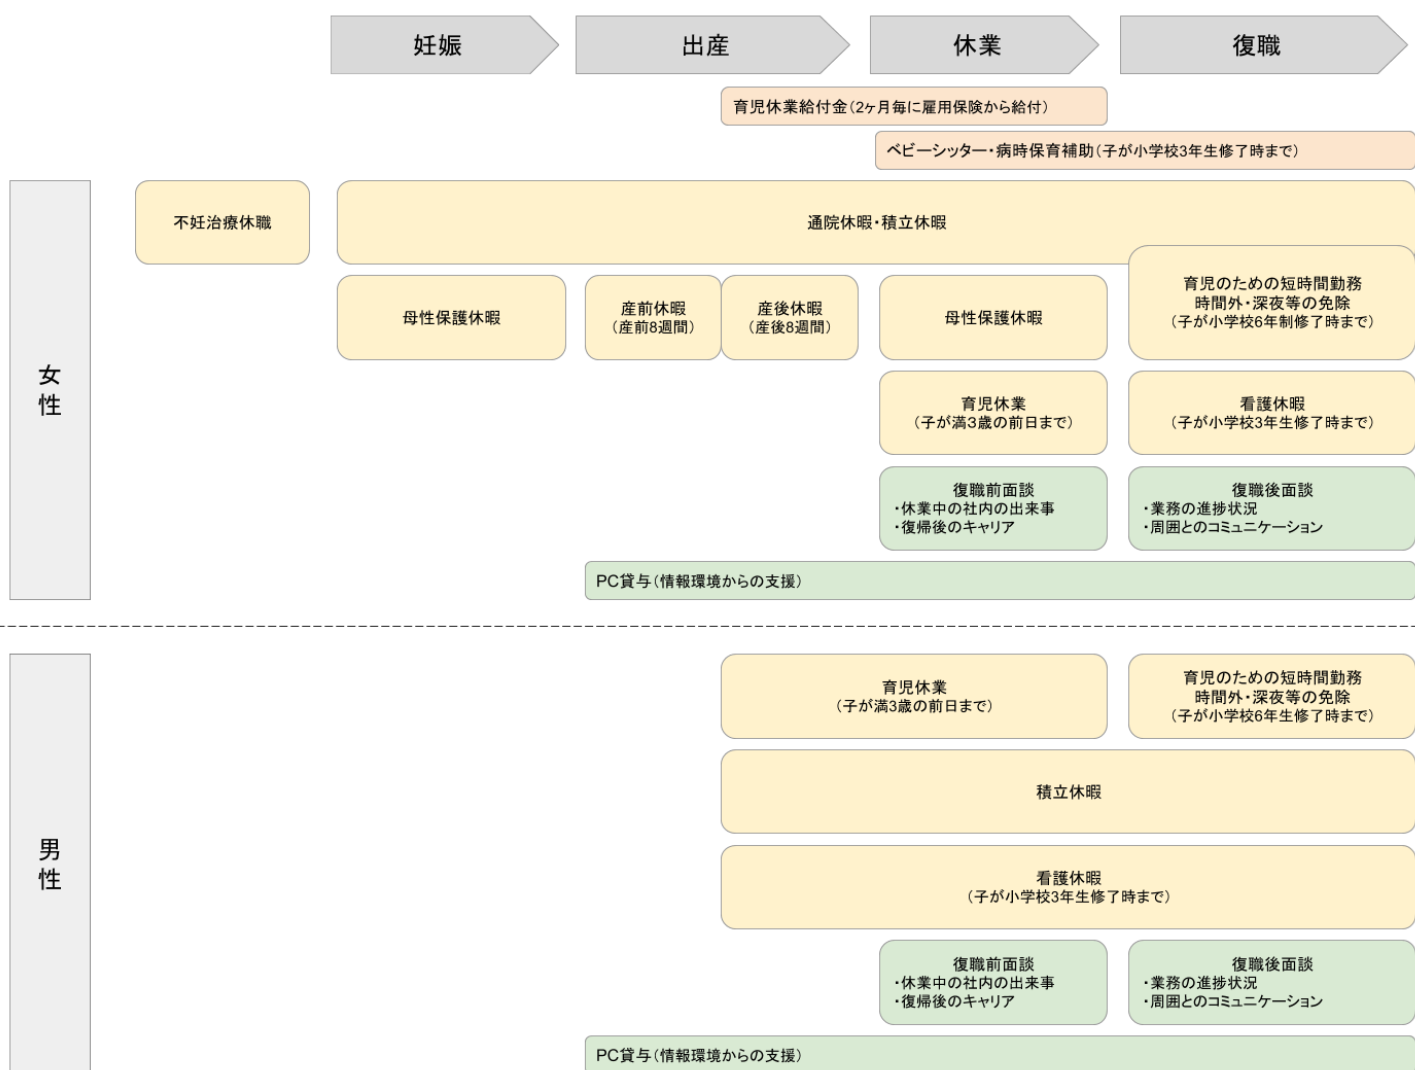 妊娠
出産
休業
復職
育児休業給付金(2ヶ月毎に雇用保険から給付)
ベビーシッター・病時保育補助(子が小学校3年生修了時まで)
女性
不妊治療休職
通院休暇・積立休暇
母性保護休暇
産前休暇
(産前8週間)
産後休暇
(産後8週間)
母性保護休暇
育児のための短時間勤務
時間外・深夜等の免除
(子が小学校6年制修了時まで)
育児休業
(子が満3歳の前日まで)
看護休暇
(子が小学校3年生修了時まで)
復職前面談
・休業中の社内の出来事
・復帰後のキャリア
復職後面談
・業務の進捗状況
・周囲とのコミュニケーション
PC貸与(情報環境からの支援)
男性
育児休業
(子が満3歳の前日まで)
育児のための短時間勤務
時間外・深夜等の免除
(子が小学校6年生修了時まで)
積立休暇
看護休暇
(子が小学校3年生修了時まで)
復職前面談
・休業中の社内の出来事
・復帰後のキャリア
復職後面談
・業務の進捗状況
・周囲とのコミュニケーション
PC貸与(情報環境からの支援)